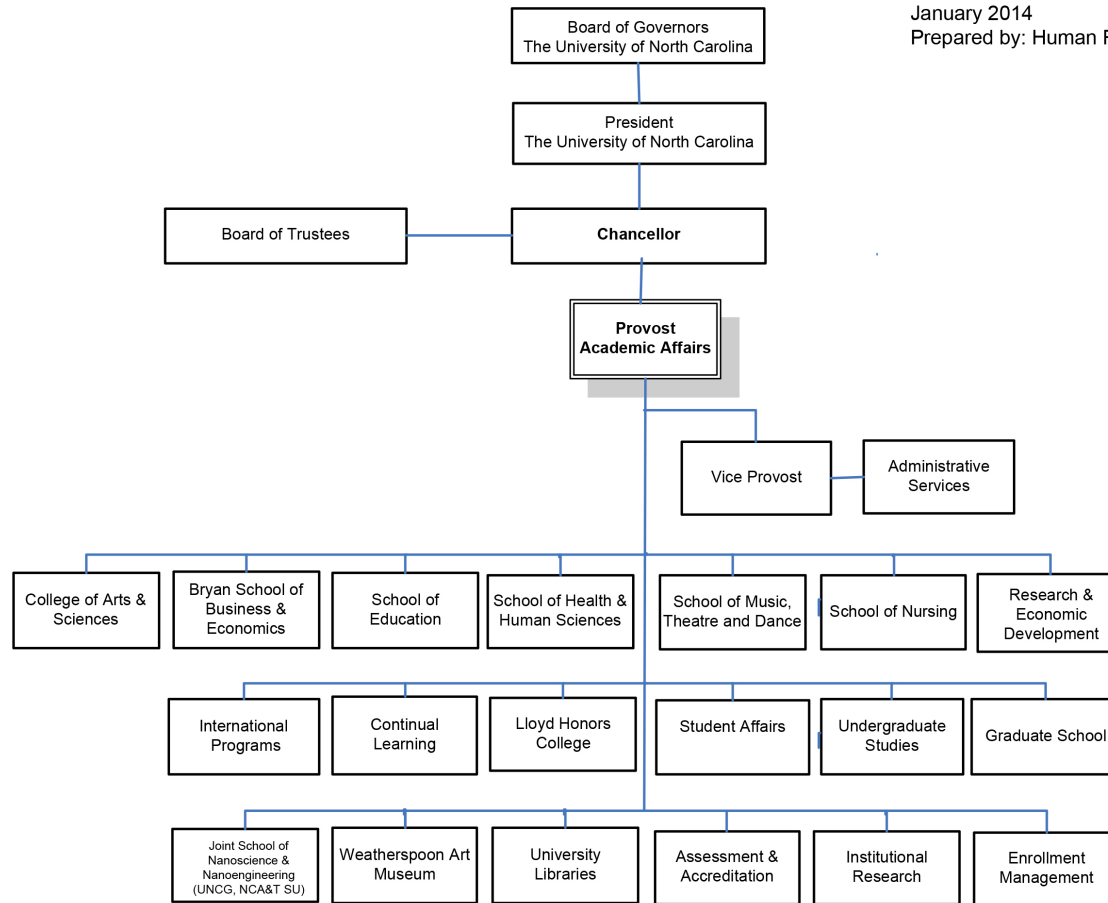 January 2014
Prepared by: Human
Board of Governors
The University of North Carolina
President
The University of North Carolina
Board of Trustees
Chancellor
Provost
Academic Affairs
Vice Provost
Administrative
Services
College of Arts &
Sciences
Bryan School of
Business &
Economics
School of
Education
School of Health &
Human Sciences
School of Music,
Theatre and Dance
School of Nursing
Research &
Economic
Development
International
Programs
Continual
Learning
Lloyd Honors
College
Student Affairs
Undergraduate
Studies
Graduate School
Joint School of
Nanoscience &
Nanoengineering
(UNCG, NCA&T SU)
Weatherspoon Art
Museum
University
Libraries
Assessment &
Accreditation
Institutional
Research
Enrollment
Management